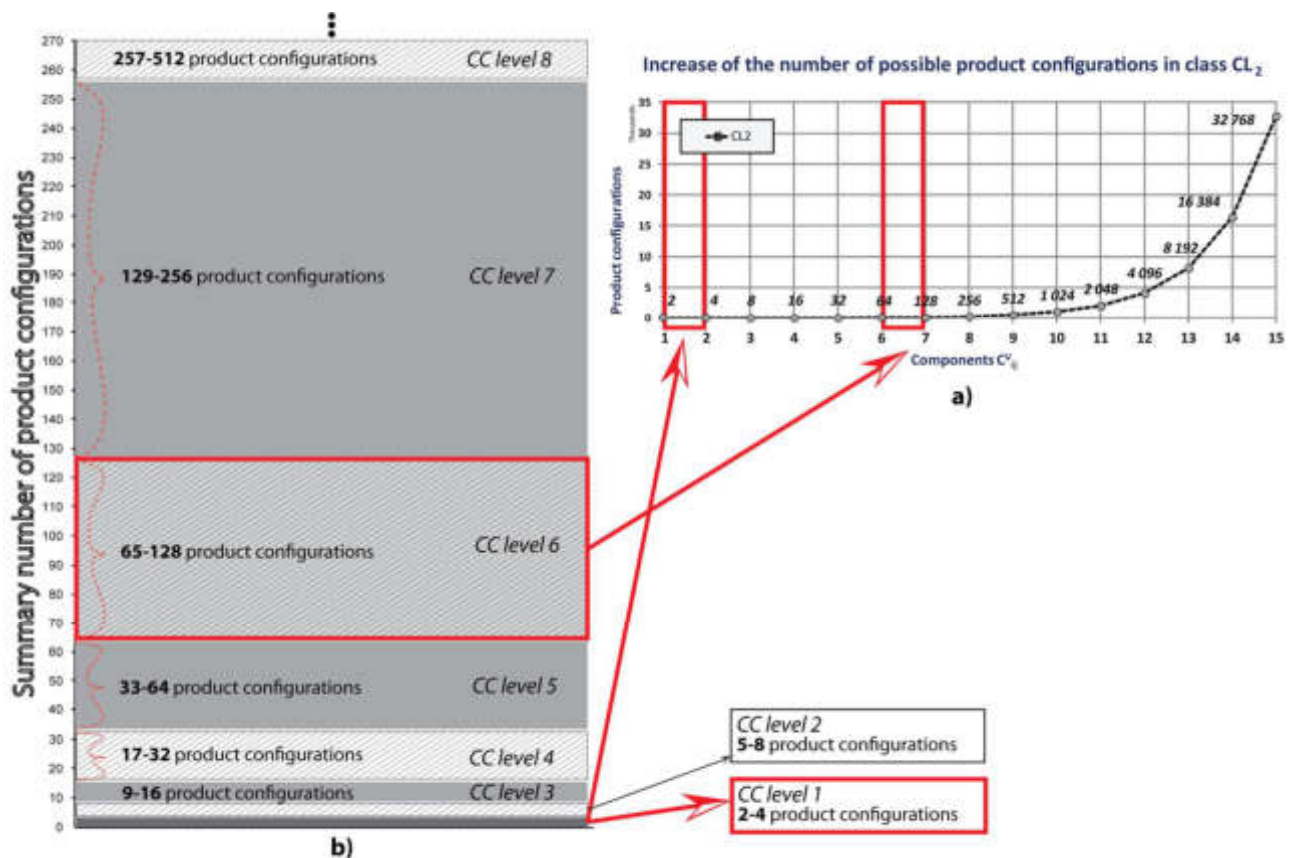 270
260
250
240
230
220
210
200
190
180
170
160
150
140
130
120
110
100
90
80
70
60
50
40
30
20
10
0
Summary number of product configurations
257-512 product configurations CC level 8
129-256 product configurations CC level 7
65-128 product configurations CC level 6
33-64 product configurations CC level 5
17-32 product configurations CC level 4
9-16 product configurations CC level 3
b)
Increase of the number of possible product configurations in class CL2
Thousands
Product configurations
35
30
25
20
15
10
5
0
CL2
2 4 8 16 32 64 128 256 512 1 024 2 048 4 096 8 192 16 384 32 768
1 2 3 4 5 6 7 8 9 10 11 12 13 14 15
Components Cᵛij
a)
CC level 2
5-8 product configurations
CC level 1
2-4 product configurations